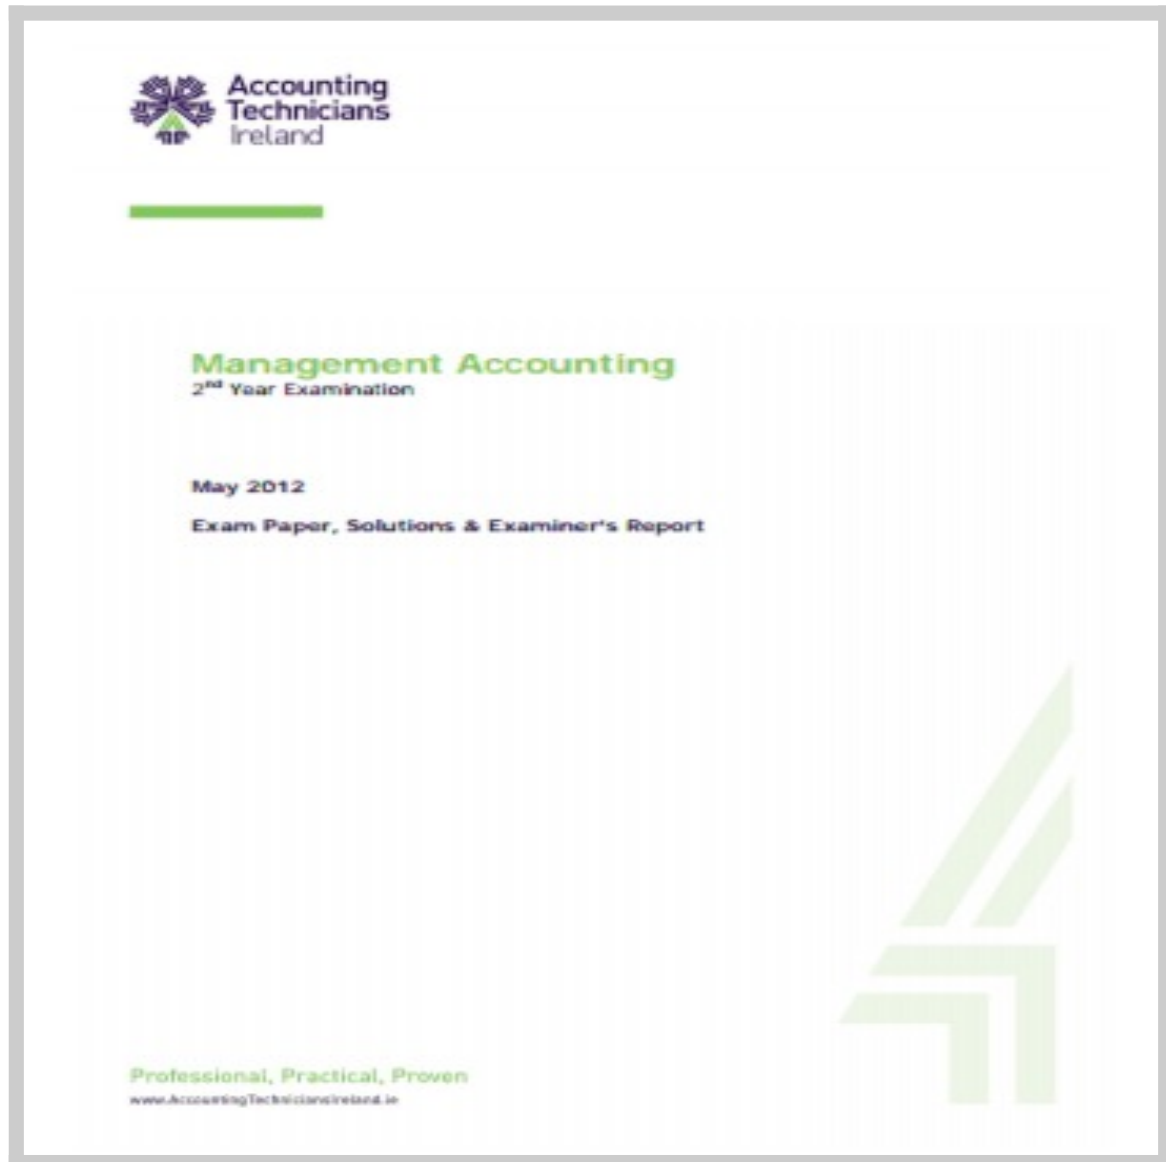 Accounting
Technicians
Ireland
Management Accounting
2nd Year Examination
May 2012
Exam Paper, Solutions & Examiner's Report
Professional, Practical, Proven
www.AccountingTechniciansIreland.ie